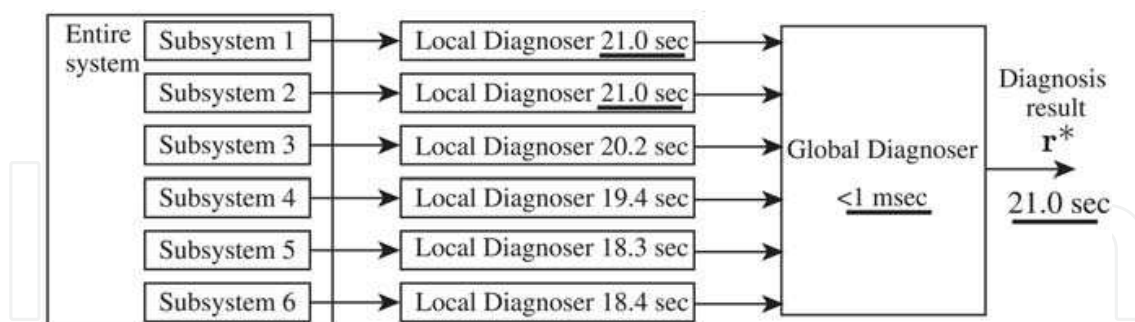 Entire
system
Subsystem 1
Local Diagnoser 21.0 sec
Subsystem 2
Local Diagnoser 21.0 sec
Subsystem 3
Local Diagnoser 20.2 sec
Subsystem 4
Local Diagnoser 19.4 sec
Subsystem 5
Local Diagnoser 18.3 sec
Subsystem 6
Local Diagnoser 18.4 sec
Global Diagnoser
<1 msec
Diagnosis
result
r*
21.0 sec